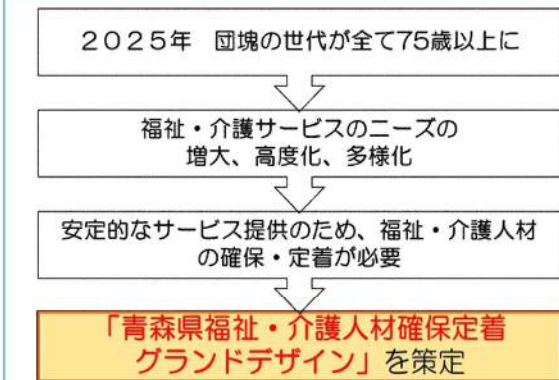 ２０２５年　団塊の世代が全て75歳以上に
福祉・介護サービスのニーズの
増大、高度化、多様化
安定的なサービス提供のため、福祉・介護人材
の確保・定着が必要
「青森県福祉・介護人材確保定着
グランドデザイン」を策定